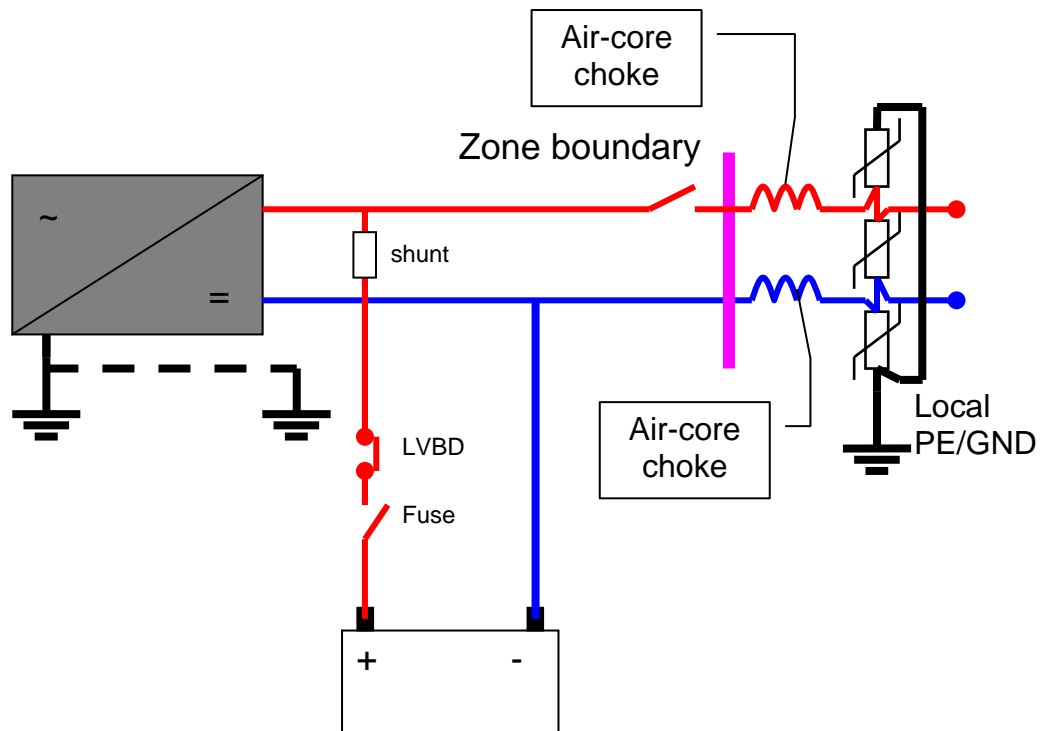 Air-core
choke
Zone boundary
~
=
shunt
LVBD
Fuse
Air-core
choke
Local
PE/GND
+ -